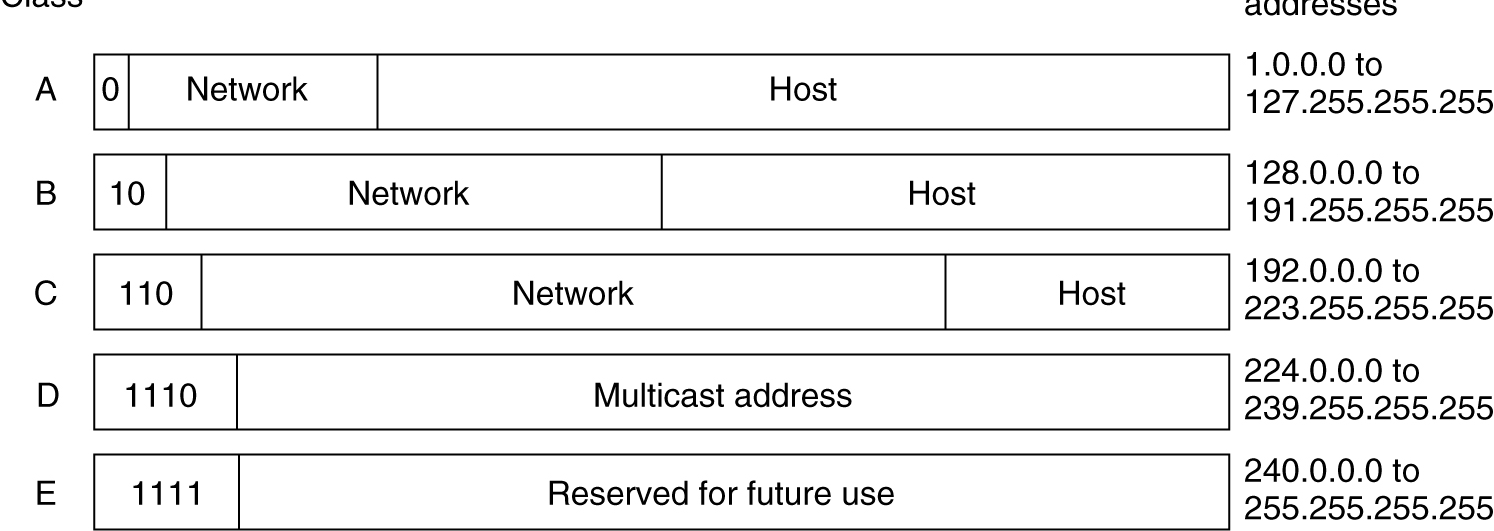 Class
addresses
A 0 Network Host 1.0.0.0 to
127.255.255.255
B 10 Network Host 128.0.0.0 to
191.255.255.255
C 110 Network Host 192.0.0.0 to
223.255.255.255
D 1110 Multicast address 224.0.0.0 to
239.255.255.255
E 1111 Reserved for future use 240.0.0.0 to
255.255.255.255